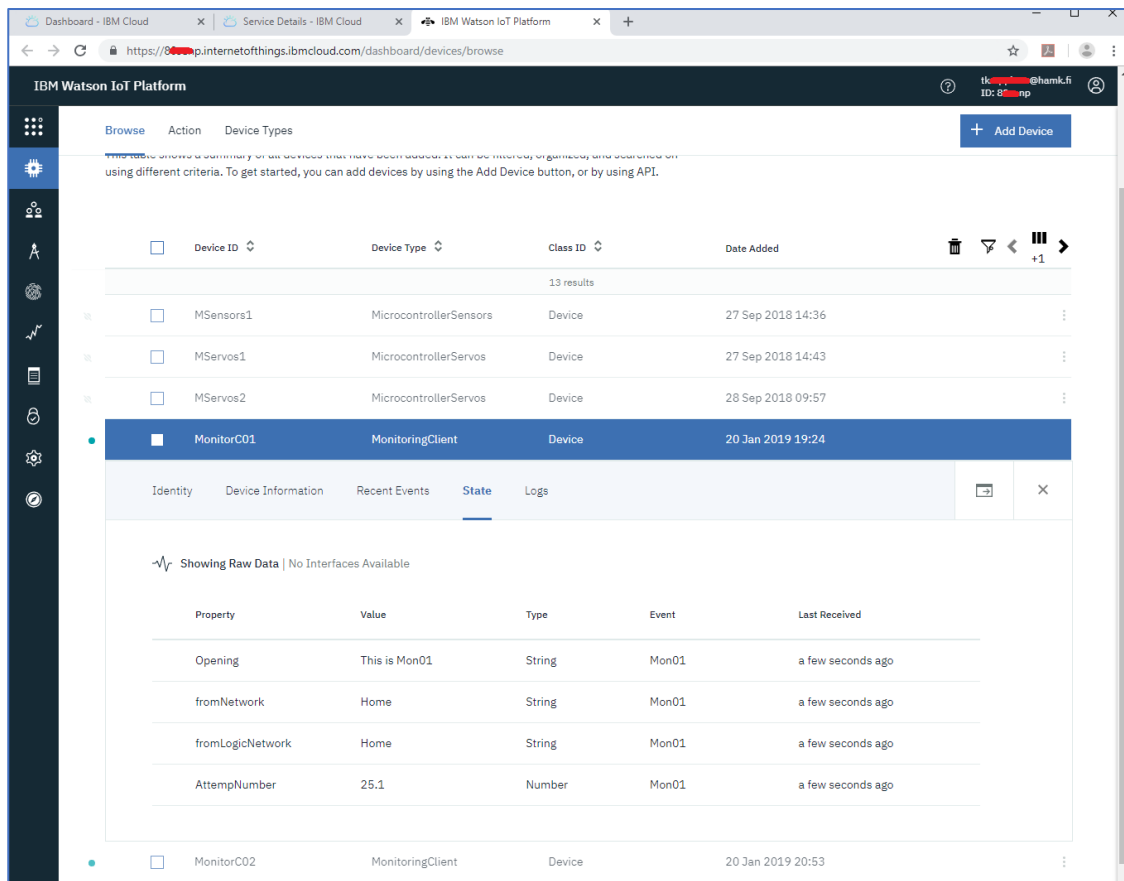 Dashboard - IBM Cloud
Service Details - IBM Cloud
IBM Watson IoT Platform
.internetofthings.ibmcloud.com/dashboard/devices/browse
IBM Watson IoT Platform
@hamk.fi
ID: 8 np
Browse Action Device Types
+ Add Device
This table shows a summary of all devices that have been added. It can be filtered, organized, and searched on
using different criteria. To get started, you can add devices by using the Add Device button, or by using API.
Device ID Device Type Class ID Date Added
+1
13 results
MSensors1 MicrocontrollerSensors Device 27 Sep 2018 14:36
MServos1 MicrocontrollerServos Device 27 Sep 2018 14:43
MServos2 MicrocontrollerServos Device 28 Sep 2018 09:57
MonitorC01 MonitoringClient Device 20 Jan 2019 19:24
Identity Device Information Recent Events State Logs
Showing Raw Data | No Interfaces Available
Property Value Type Event Last Received
Opening This is Mon01 String Mon01 a few seconds ago
fromNetwork Home String Mon01 a few seconds ago
fromLogicNetwork Home String Mon01 a few seconds ago
AttempNumber 25.1 Number Mon01 a few seconds ago
MonitorC02 MonitoringClient Device 20 Jan 2019 20:53